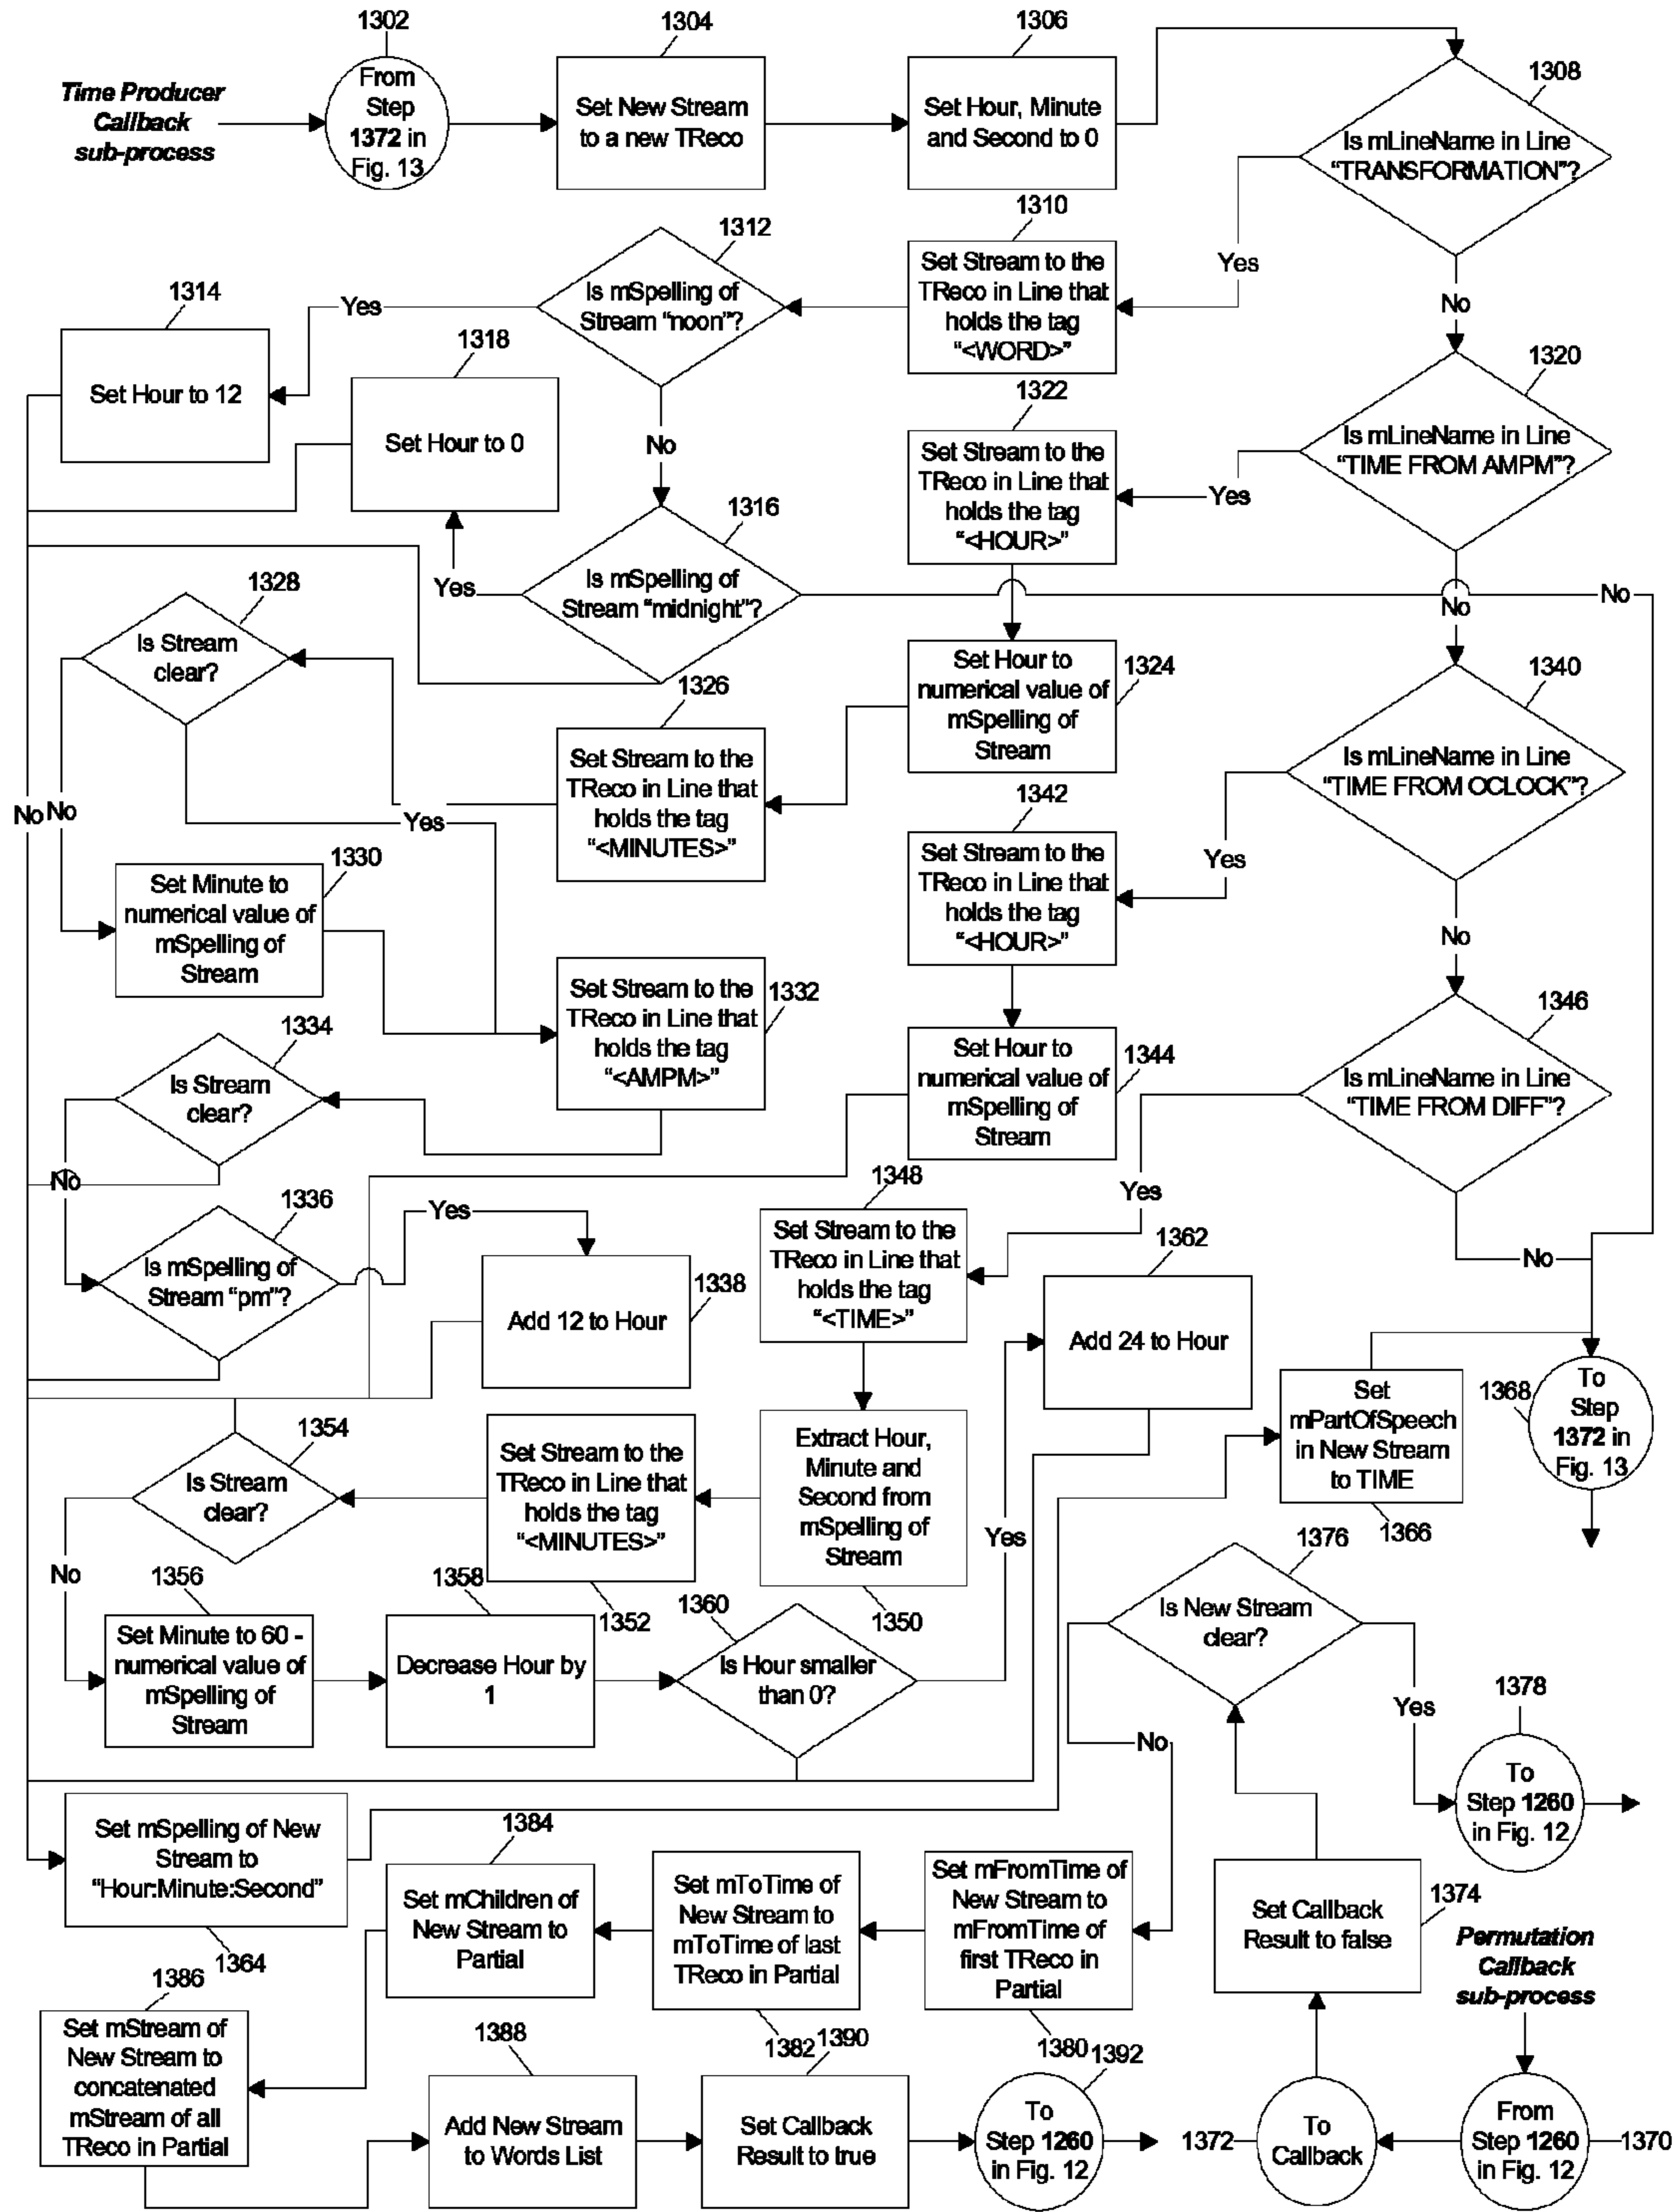 1302
1304
1306
Time Producer
Callback
sub-process
From
Step
1372 in
Fig. 13
Set New Stream
to a new TReco
Set Hour, Minute
and Second to 0
1308
Is mLineName in Line
“TRANSFORMATION”?
Yes
No
1310
Set Stream to the
TReco in Line that
holds the tag
“<WORD>”
1312
Is mSpelling of
Stream “noon”?
Yes
No
1314
Set Hour to 12
1318
Set Hour to 0
1316
Is mSpelling of
Stream “midnight”?
Yes
No
1320
Is mLineName in Line
“TIME FROM AMPM”?
Yes
No
1322
Set Stream to the
TReco in Line that
holds the tag
“<HOUR>”
1324
Set Hour to
numerical value of
mSpelling of
Stream
1326
Set Stream to the
TReco in Line that
holds the tag
“<MINUTES>”
1328
Is Stream
clear?
No
No
Yes
1330
Set Minute to
numerical value of
mSpelling of
Stream
1332
Set Stream to the
TReco in Line that
holds the tag
“<AMPM>”
1334
Is Stream
clear?
No
1336
Is mSpelling of
Stream “pm”?
Yes
1338
Add 12 to Hour
1340
Is mLineName in Line
“TIME FROM OCLOCK”?
Yes
No
1342
Set Stream to the
TReco in Line that
holds the tag
“<HOUR>”
1344
Set Hour to
numerical value of
mSpelling of
Stream
1346
Is mLineName in Line
“TIME FROM DIFF”?
Yes
No
1348
Set Stream to the
TReco in Line that
holds the tag
“<TIME>”
1350
Extract Hour,
Minute and
Second from
mSpelling of
Stream
1352
Set Stream to the
TReco in Line that
holds the tag
“<MINUTES>”
1354
Is Stream
clear?
No
1356
Set Minute to 60 -
numerical value of
mSpelling of
Stream
1358
Decrease Hour by
1
1360
Is Hour smaller
than 0?
Yes
1362
Add 24 to Hour
1364
Set mSpelling of New
Stream to
“Hour:Minute:Second”
1366
Set
mPartOfSpeech
in New Stream
to TIME
1368
To
Step
1372 in
Fig. 13
Permutation
Callback
sub-process
1370
From
Step 1260
in Fig. 12
1372
To
Callback
1374
Set Callback
Result to false
1376
Is New Stream
clear?
Yes
No
1378
To
Step 1260
in Fig. 12
1380
Set mFromTime of
New Stream to
mFromTime of
first TReco in
Partial
1382
Set mToTime of
New Stream to
mToTime of last
TReco in Partial
1384
Set mChildren of
New Stream to
Partial
1386
Set mStream of
New Stream to
concatenated
mStream of all
TReco in Partial
1388
Add New Stream
to Words List
1390
Set Callback
Result to true
1392
To
Step 1260
in Fig. 12